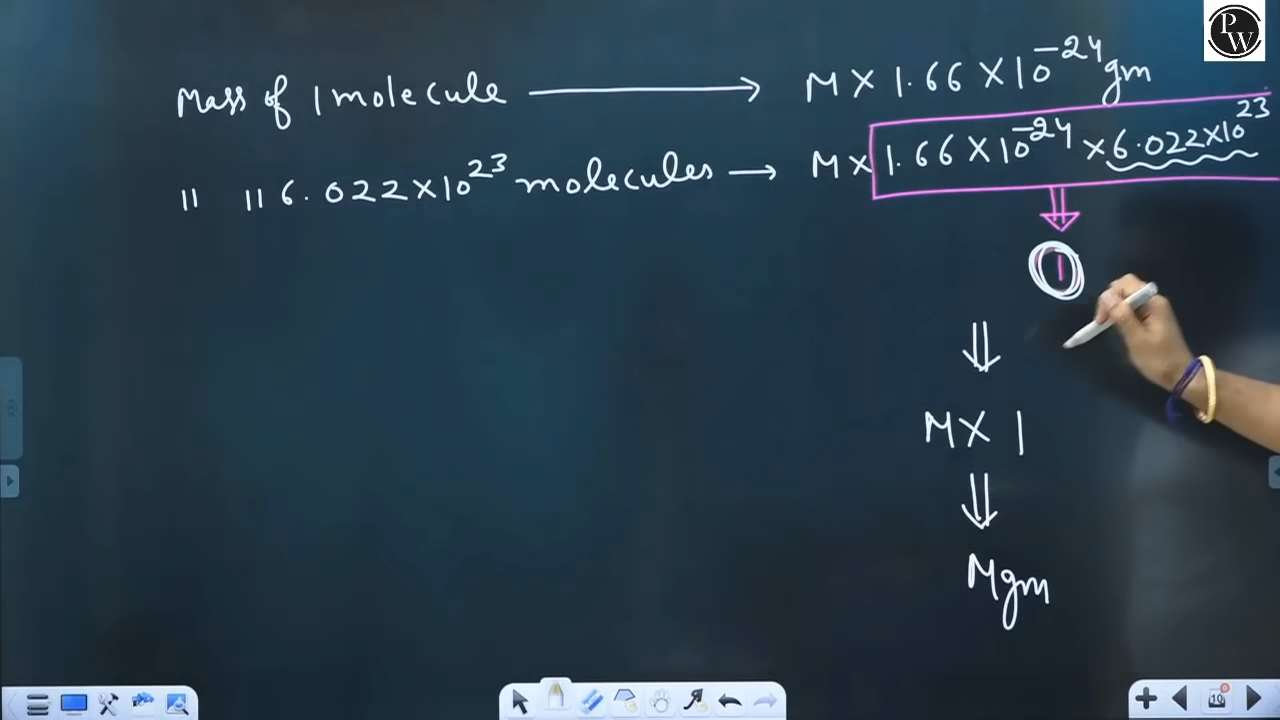 PW
Mass of 1 molecule ⟶ M X 1.66 X 10⁻²⁴ gm
" " 6.022 X 10²³ molecules → M X 1.66 X 10⁻²⁴ X 6.022 X 10²³
⇓
1
⇓
M X 1
⇓
M gm
10